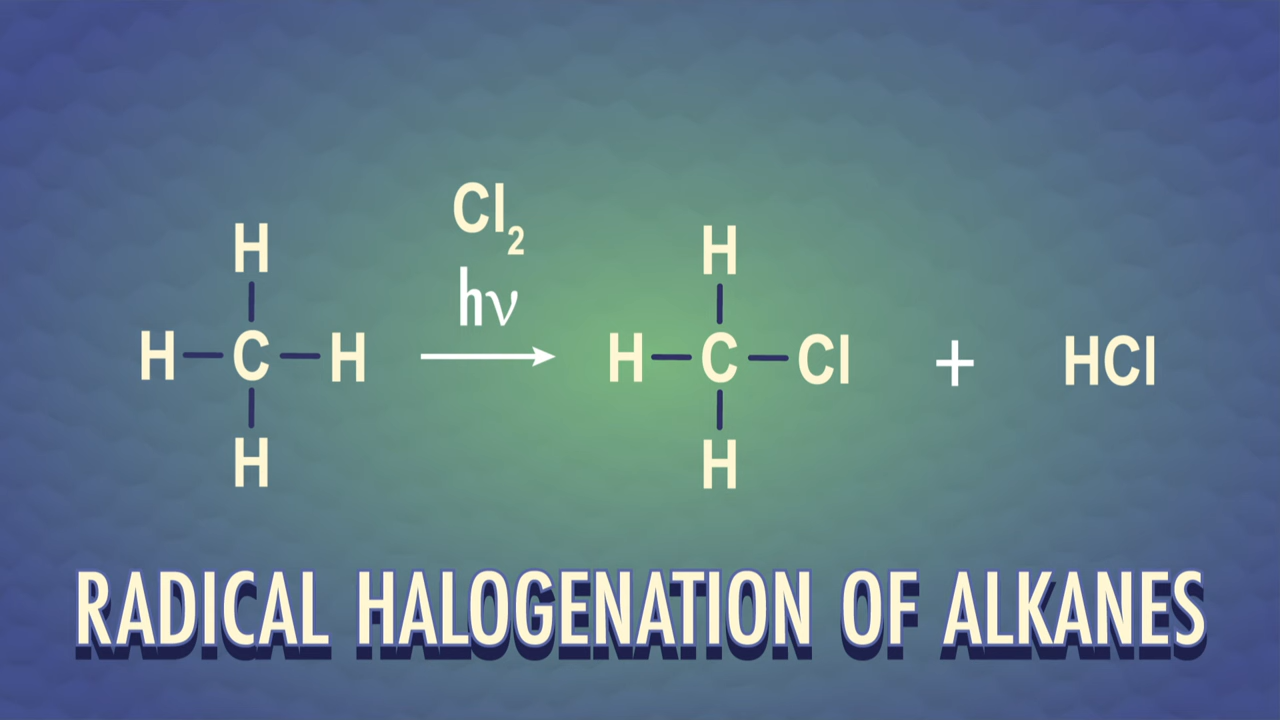 Cl₂
hν
H
H C H
H
H
H C Cl + HCl
H
RADICAL HALOGENATION OF ALKANES